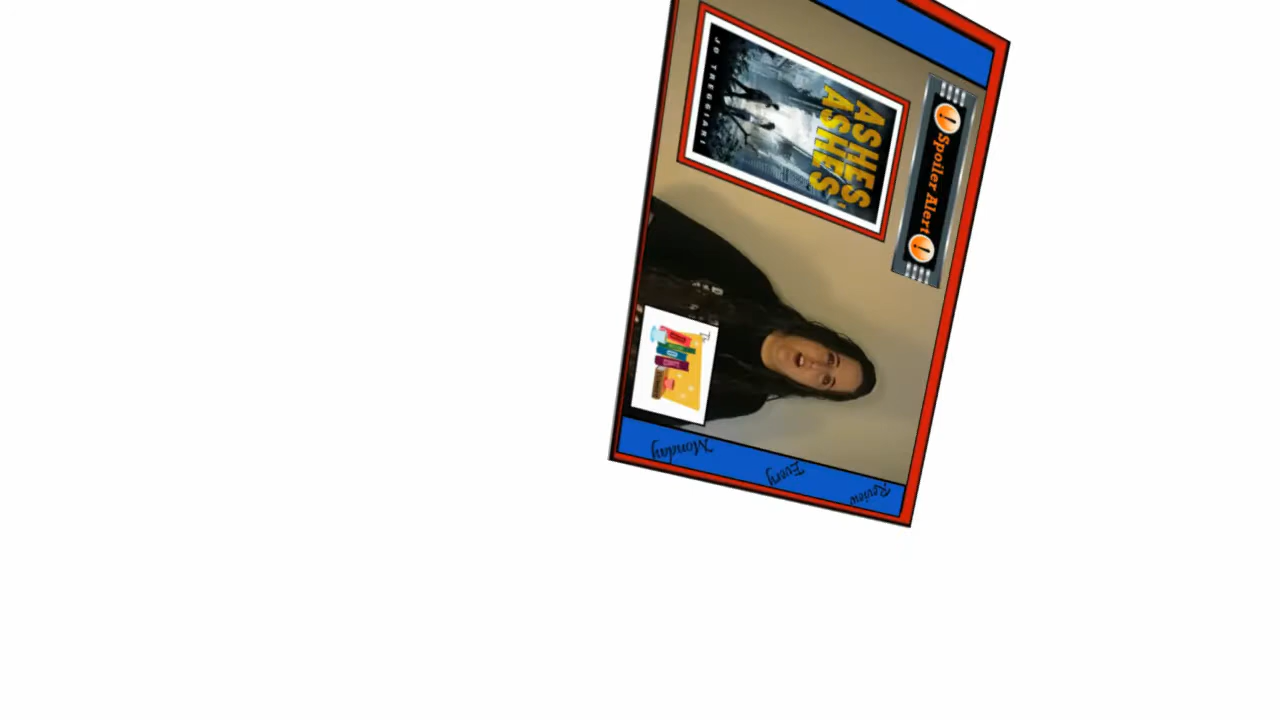 Spoiler Alert
ASHES,
ASHES
JO TREGGIARI
Review
Every
Monday